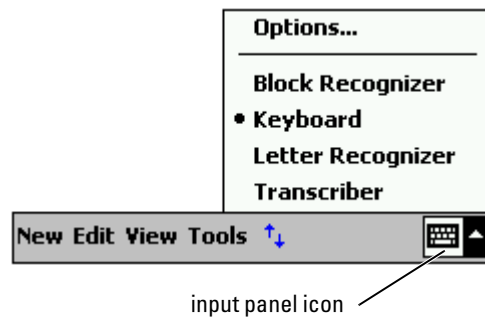 Options...
Block Recognizer
Keyboard
Letter Recognizer
Transcriber
New Edit View Tools
input panel icon